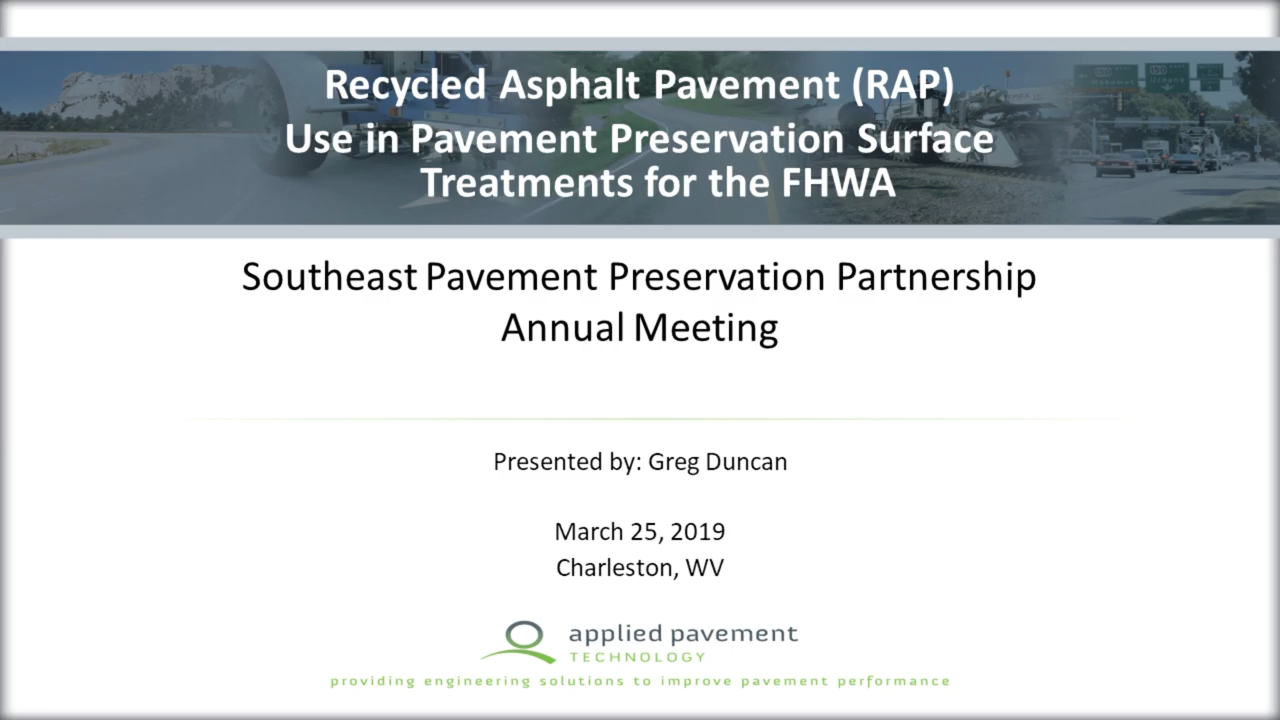 Recycled Asphalt Pavement (RAP)
Use in Pavement Preservation Surface
Treatments for the FHWA
Southeast Pavement Preservation Partnership
Annual Meeting
Presented by: Greg Duncan
March 25, 2019
Charleston, WV
applied pavement
TECHNOLOGY
providing engineering solutions to improve pavement performance